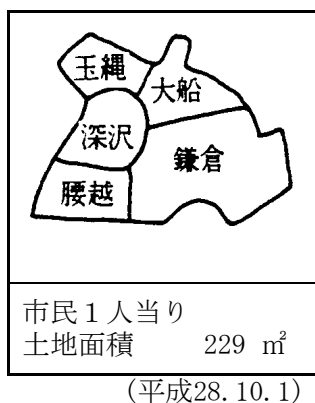 玉縄
大船
深沢
鎌倉
腰越
市民１人当り
土地面積 229 ㎡
(平成28.10.1)